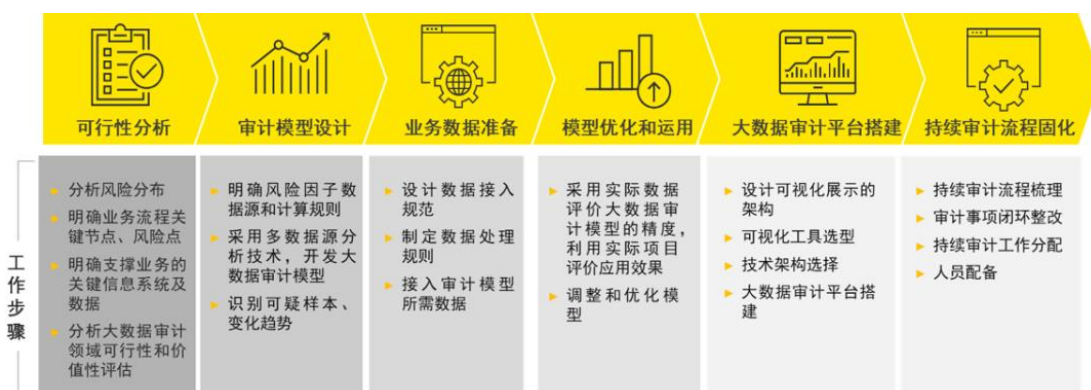 可行性分析
审计模型设计
业务数据准备
模型优化和运用
大数据审计平台搭建
持续审计流程固化
工作步骤
分析风险分布
明确业务流程关
键节点、风险点
明确支撑业务的
关键信息系统及
数据
分析大数据审计
领域可行性和价
值性评估
明确风险因子数
据源和计算规则
采用多数据源分
析技术，开发大
数据审计模型
识别可疑样本、
变化趋势
设计数据接入
规范
制定数据处理
规则
接入审计模型
所需数据
采用实际数据
评价大数据审
计模型的精度，
利用实际项目
评价应用效果
调整和优化模
型
设计可视化展示的
架构
可视化工具选型
技术架构选择
大数据审计平台搭
建
持续审计流程梳理
审计事项闭环整改
持续审计工作分配
人员配备